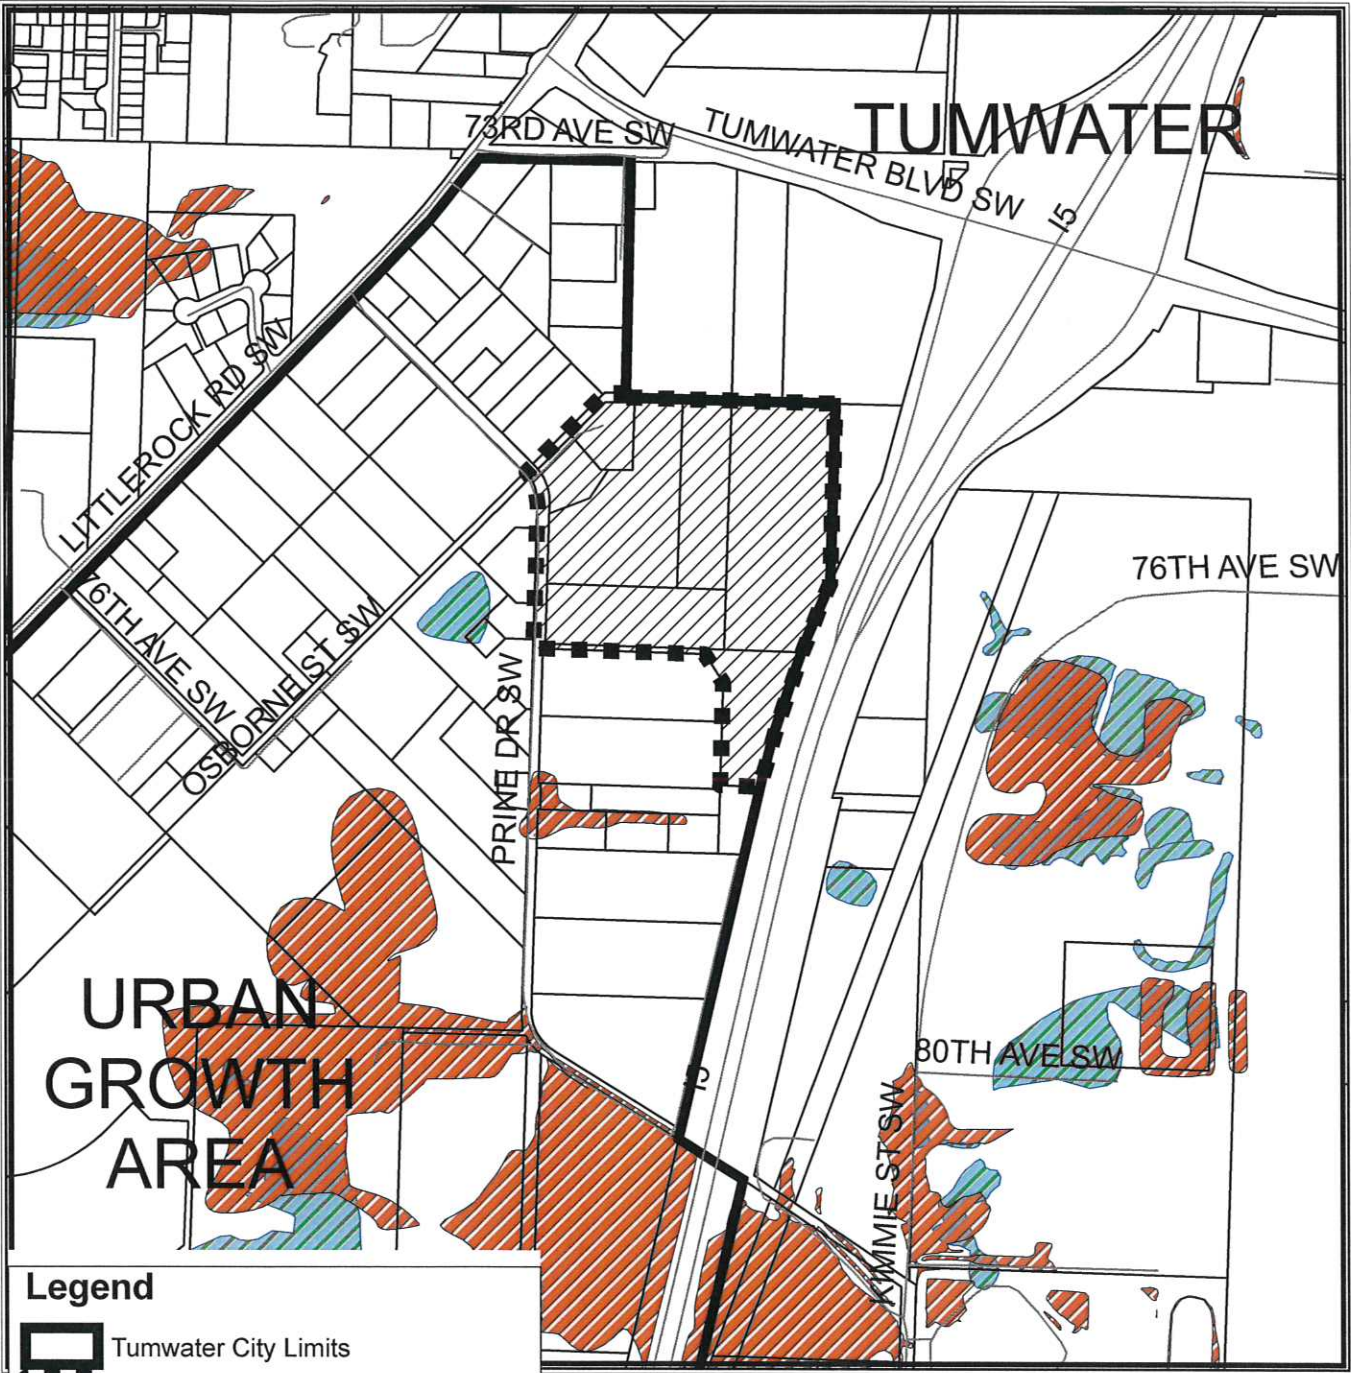 73RD AVE SW
TUMWATER BLVD SW
TUMWATER
I5
LITTLEROCK RD SW
76TH AVE SW
76TH AVE SW
OSBORNE ST SW
PRINE DR SW
URBAN
GROWTH
AREA
I5
80TH AVE SW
KIMMIE ST SW
Legend
Tumwater City Limits